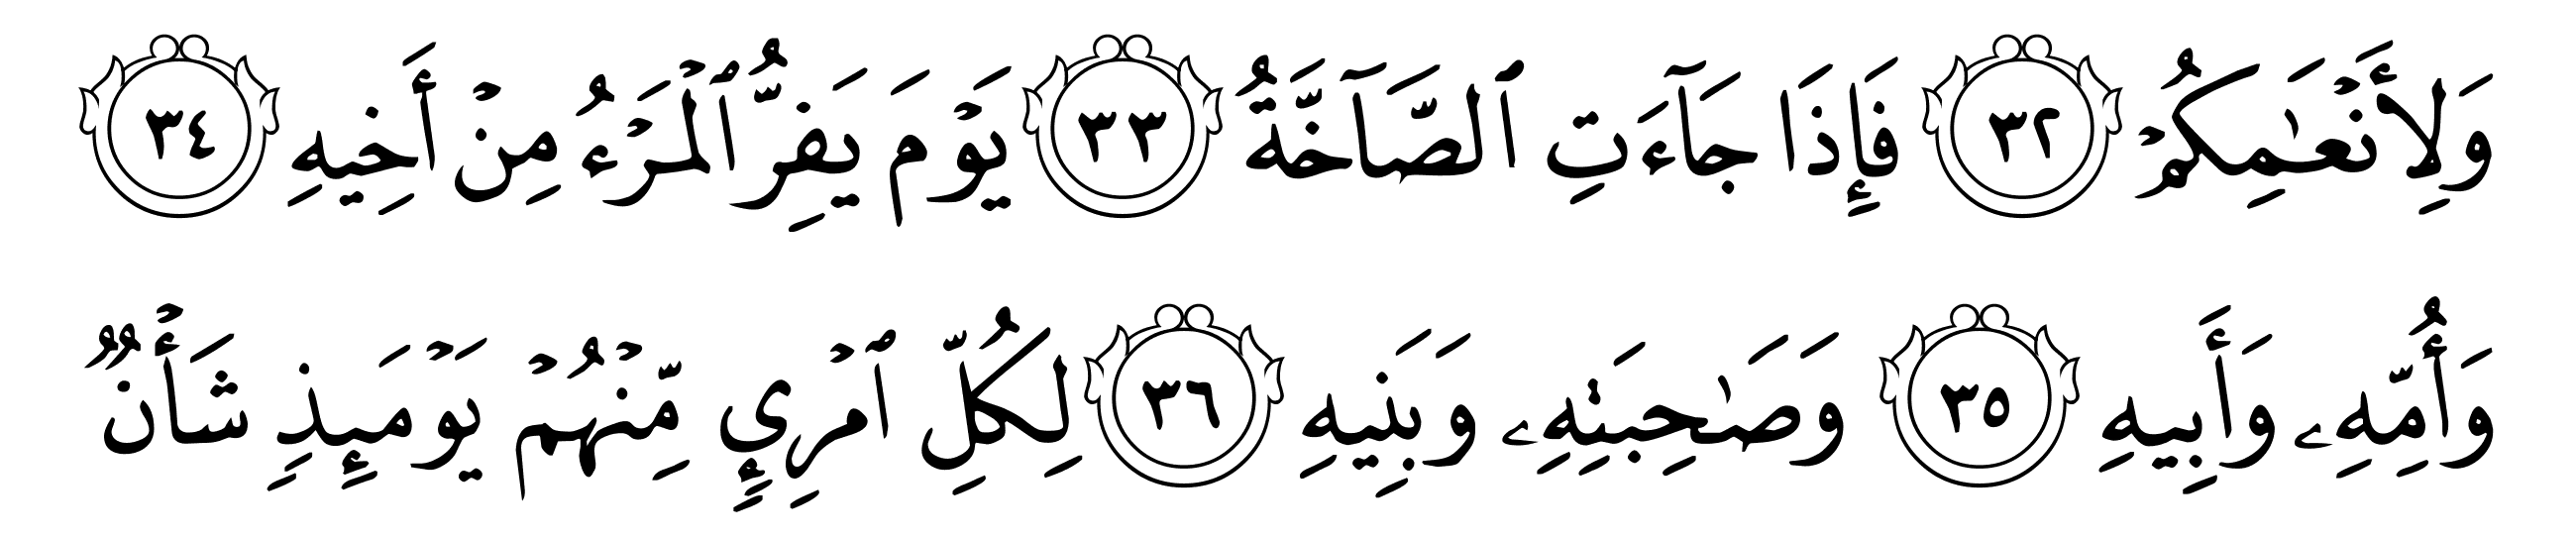 وَلِأَنۡعَٰمِكُمۡ ٣٢ فَإِذَا جَآءَتِ ٱلصَّآخَّةُ ٣٣ يَوۡمَ يَفِرُّ ٱلۡمَرۡءُ مِنۡ أَخِيهِ ٣٤
وَأُمِّهِۦ وَأَبِيهِ ٣٥ وَصَٰحِبَتِهِۦ وَبَنِيهِ ٣٦ لِكُلِّ ٱمۡرِيٕٖ مِّنۡهُمۡ يَوۡمَئِذٖ شَأۡنٞ